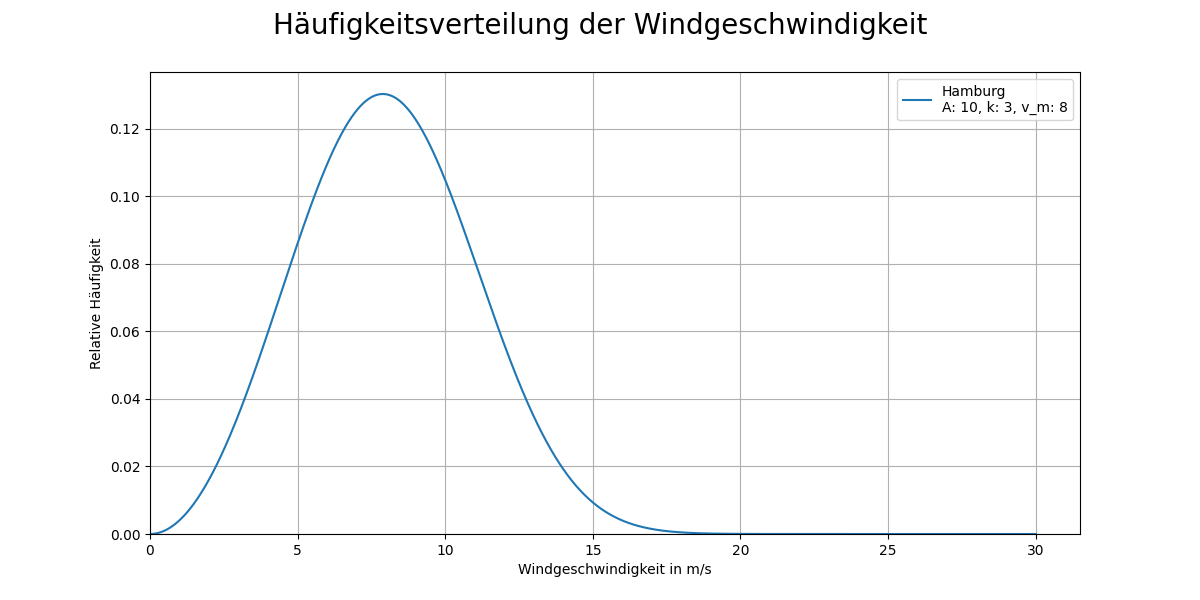 Häufigkeitsverteilung der Windgeschwindigkeit
Hamburg
A: 10, k: 3, v_m: 8
Relative Häufigkeit
0.12
0.10
0.08
0.06
0.04
0.02
0.00
0 5 10 15 20 25 30
Windgeschwindigkeit in m/s